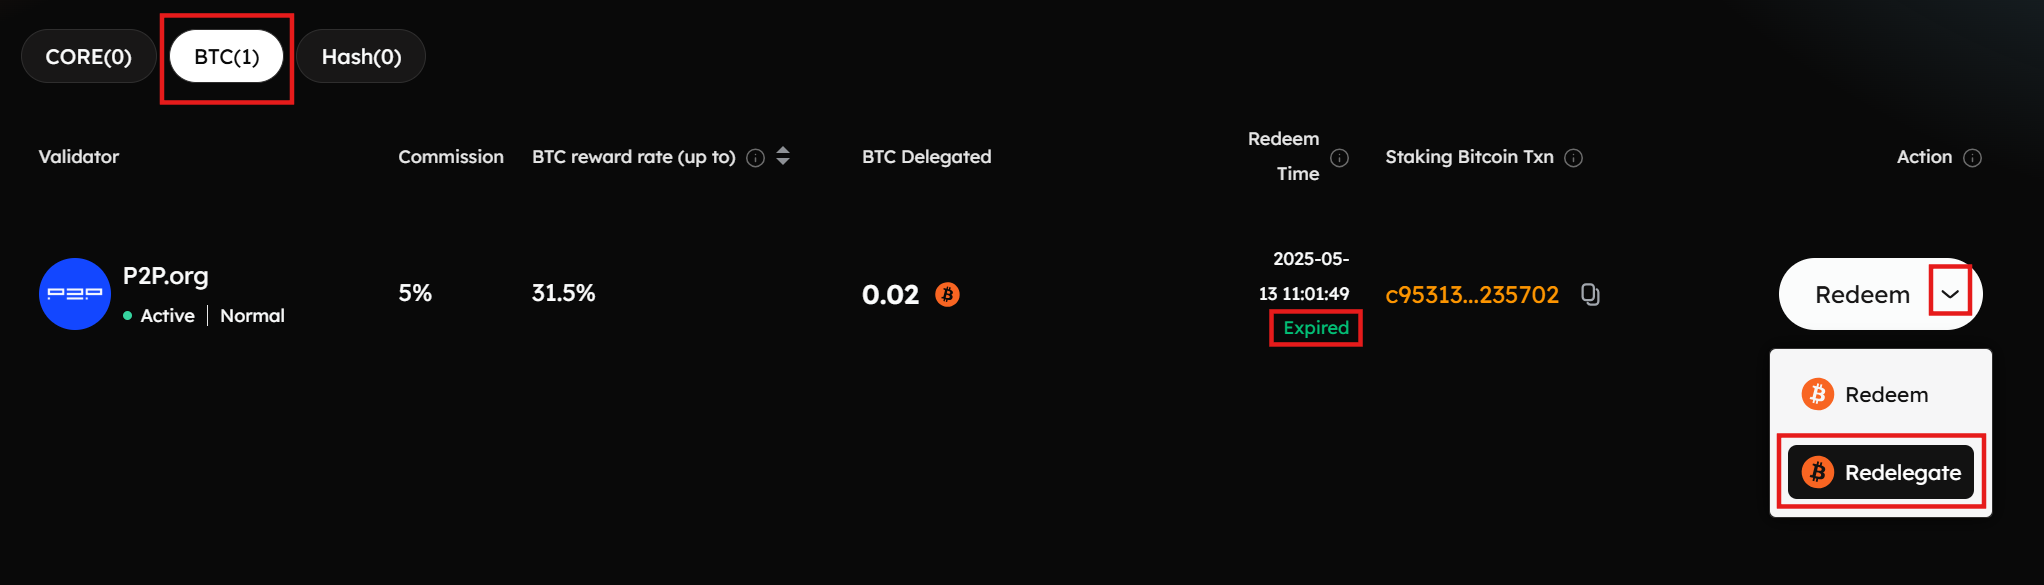 CORE(0) BTC(1) Hash(0)
Validator Commission BTC reward rate (up to) BTC Delegated Redeem Time Staking Bitcoin Txn Action
P2P P2P.org
Active | Normal
5% 31.5% 0.02
2025-05-
13 11:01:49
Expired
c95313...235702
Redeem
Redeem
Redelegate